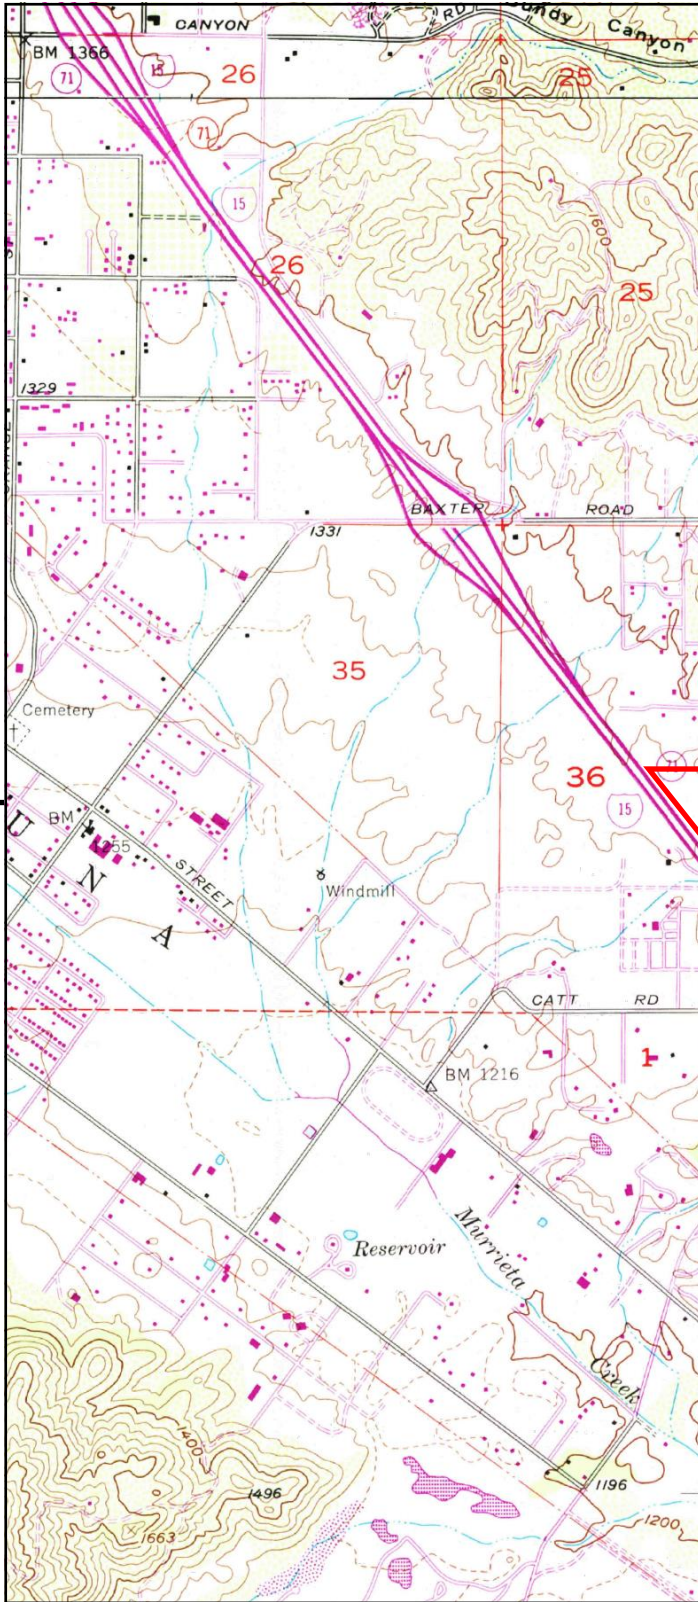 CANYON
RD
Bundy Canyon
BM 1366
71
15
26
25
71
15
26
1600
25
1329
BAXTER ROAD
1331
35
Cemetery
71
36
15
BM
1255
U
N
A
STREET
Windmill
CATT RD
1
BM 1216
Murrieta
Reservoir
Creek
1400
1496
1196
1663
1200